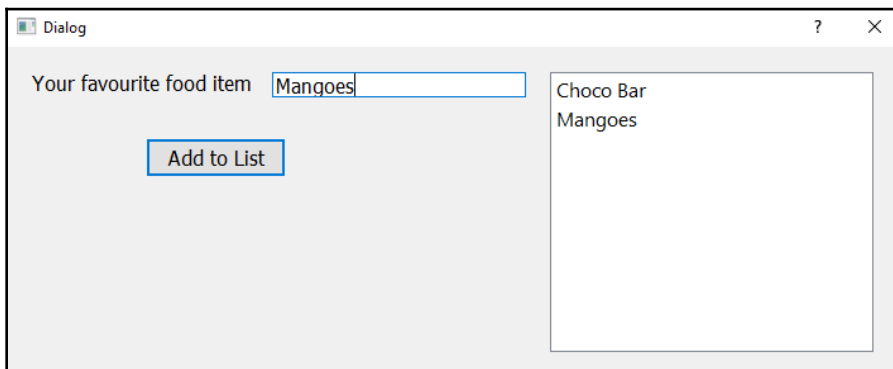 Dialog ?
Your favourite food item Mangoes
Add to List
Choco Bar
Mangoes